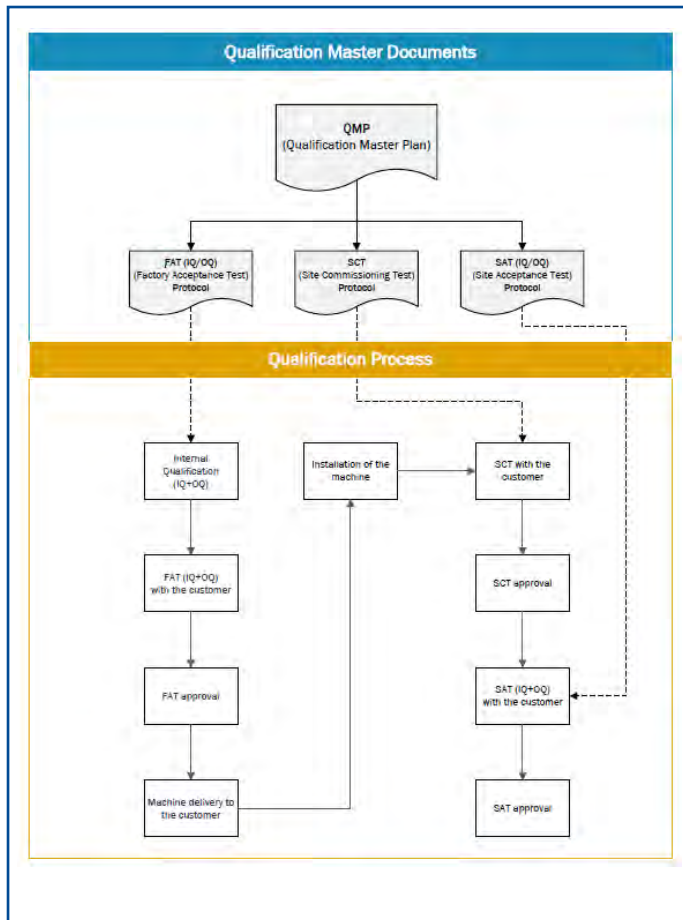 Qualification Master Documents
QMP
(Qualification Master Plan)
FAT (IQ/OQ)
(Factory Acceptance Test)
Protocol
SCT
(Site Commissioning Test)
Protocol
SAT (IQ/OQ)
(Site Acceptance Test)
Protocol
Qualification Process
Internal
Qualification
(IQ+OQ)
Installation of the
machine
SCT with the
customer
FAT (IQ+OQ)
with the customer
SCT approval
FAT approval
SAT (IQ+OQ)
with the customer
Machine delivery to
the customer
SAT approval